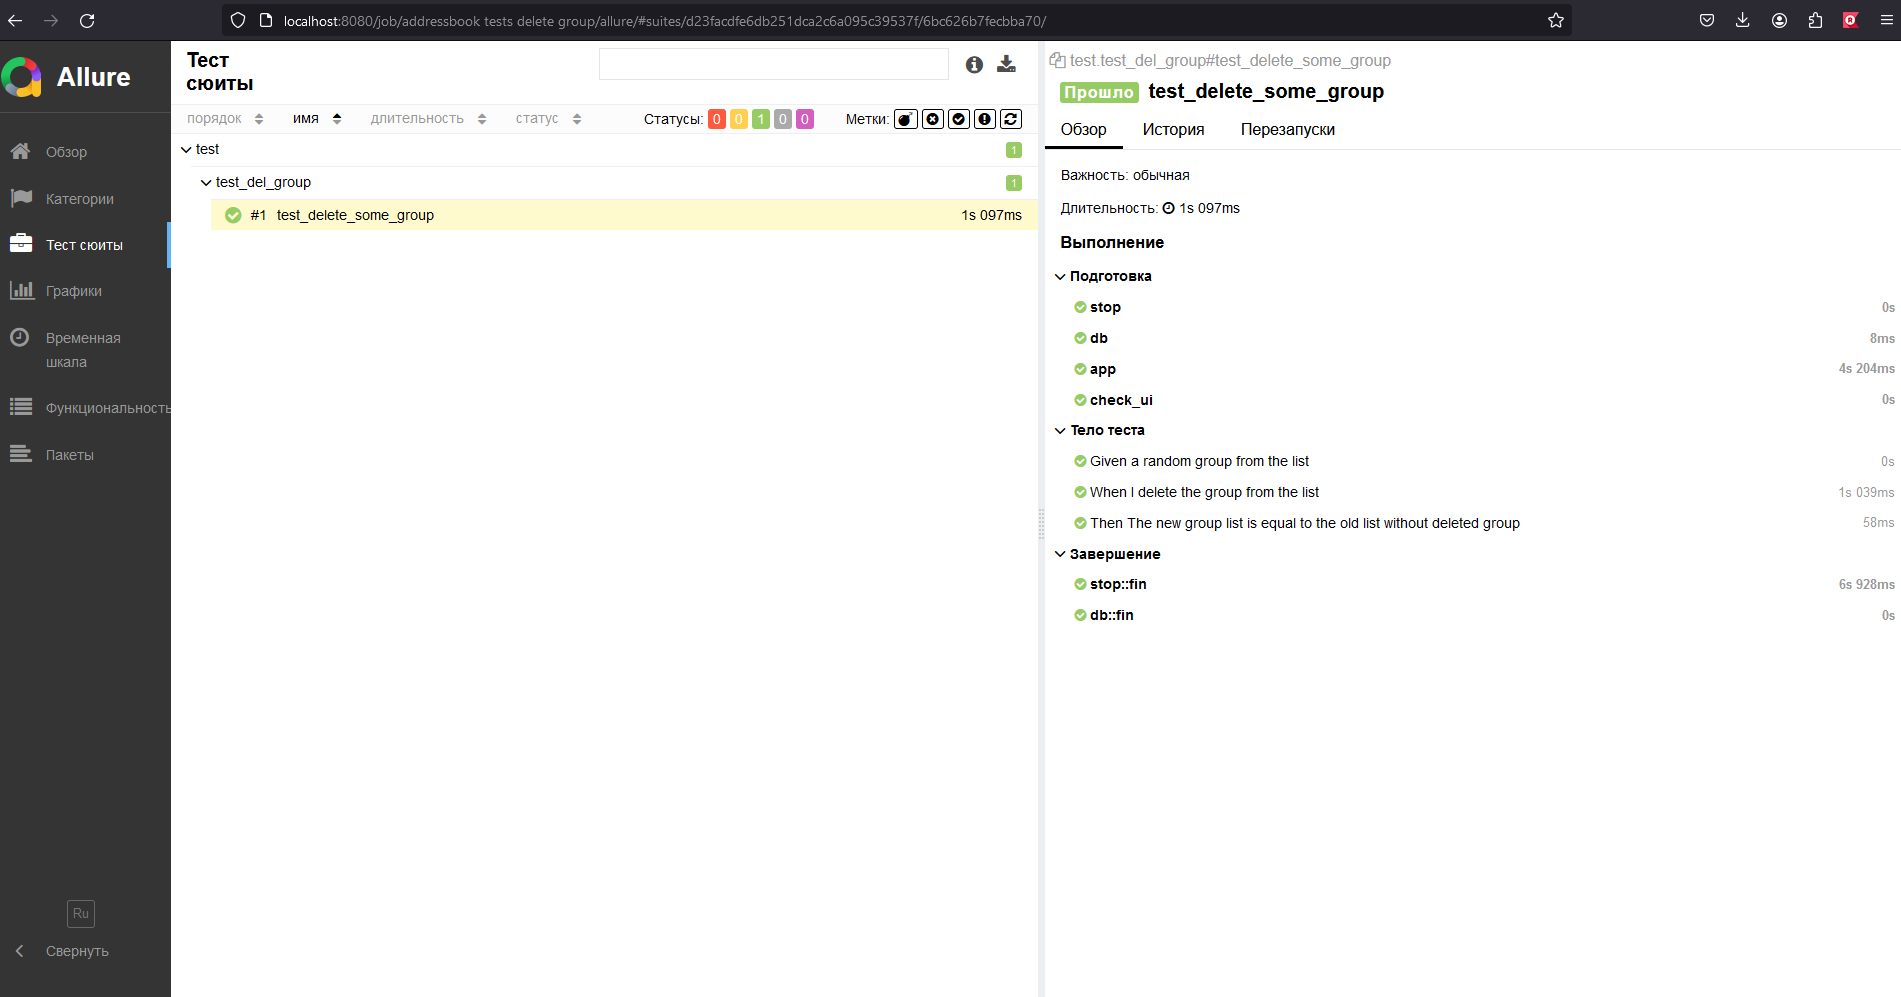 localhost:8080/job/addressbook tests delete group/allure/#suites/d23facdfe6db251dca2c6a095c39537f/6bc626b7fecbba70/
Allure
Обзор
Категории
Тест сюиты
Графики
Временная
шкала
Функциональность
Пакеты
Ru
Свернуть
Тест
сюиты
порядок имя длительность статус Статусы: 0 0 1 0 0 Метки:
test 1
test_del_group 1
#1 test_delete_some_group 1s 097ms
test.test_del_group#test_delete_some_group
Прошло test_delete_some_group
Обзор История Перезапуски
Важность: обычная
Длительность: 1s 097ms
Выполнение
Подготовка
stop 0s
db 8ms
app 4s 204ms
check_ui 0s
Тело теста
Given a random group from the list 0s
When I delete the group from the list 1s 039ms
Then The new group list is equal to the old list without deleted group 58ms
Завершение
stop::fin 6s 928ms
db::fin 0s